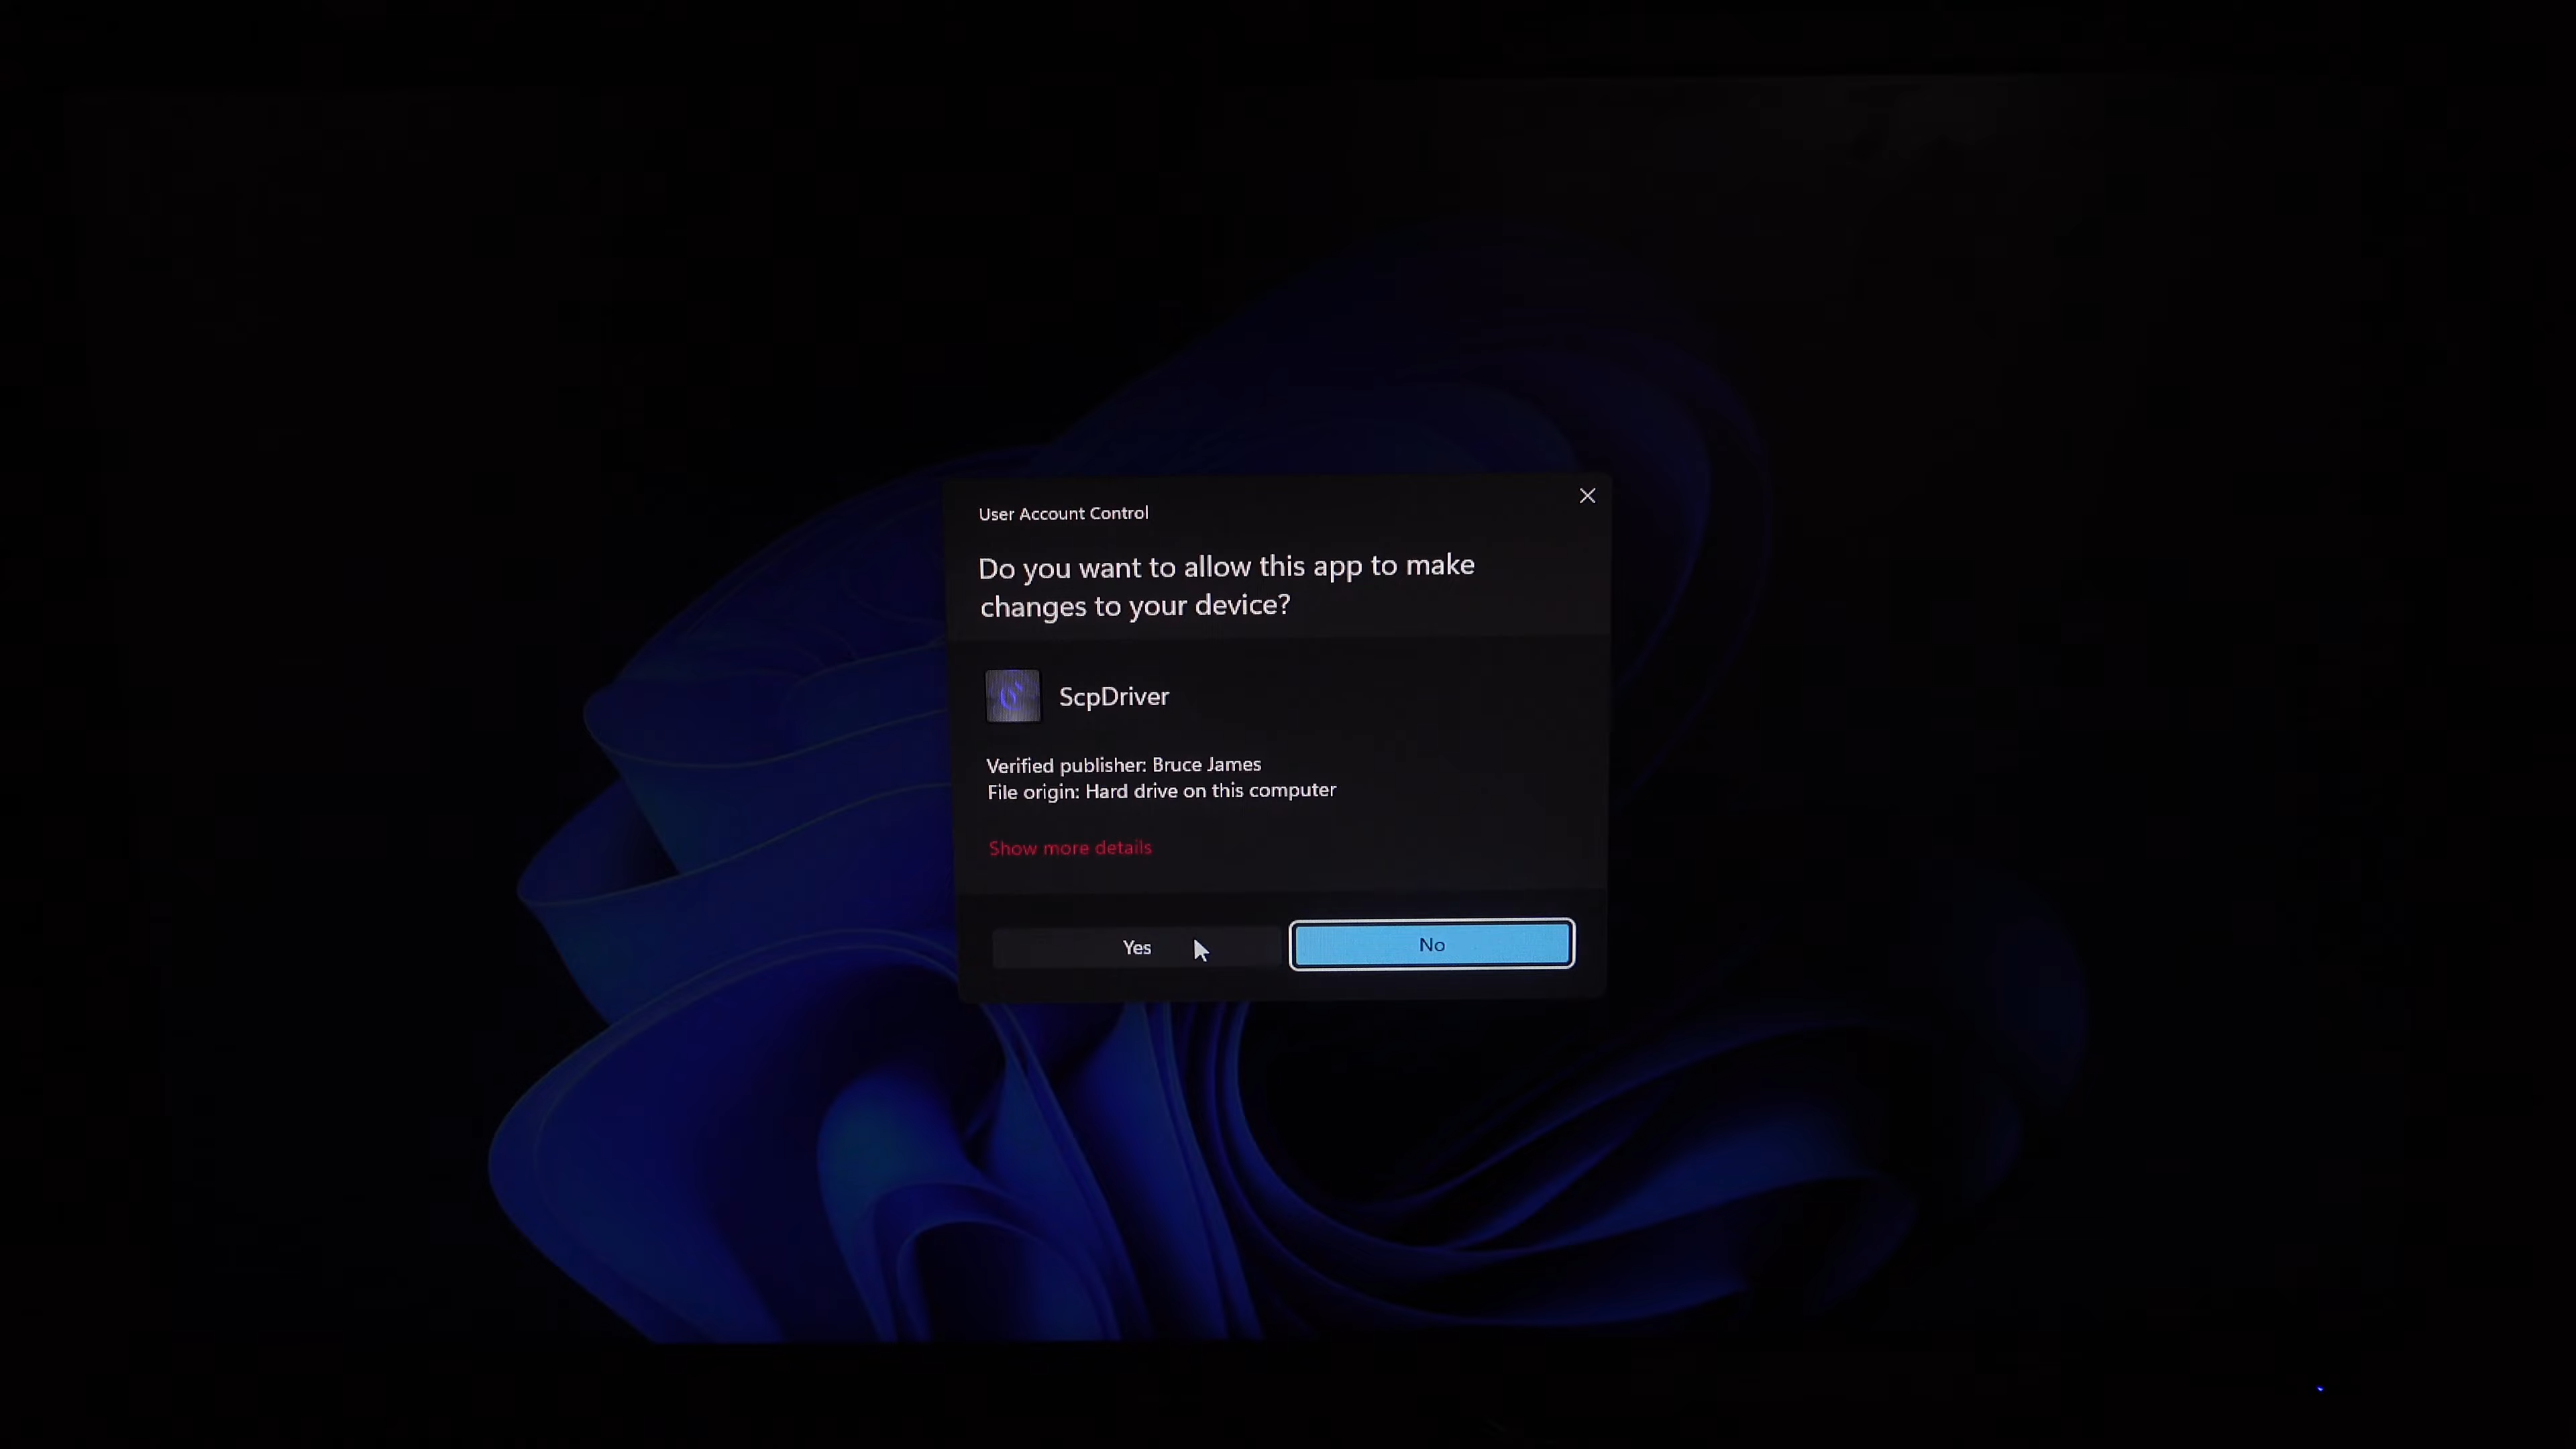 User Account Control
Do you want to allow this app to make
changes to your device?
ScpDriver
Verified publisher: Bruce James
File origin: Hard drive on this computer
Show more details
Yes
No